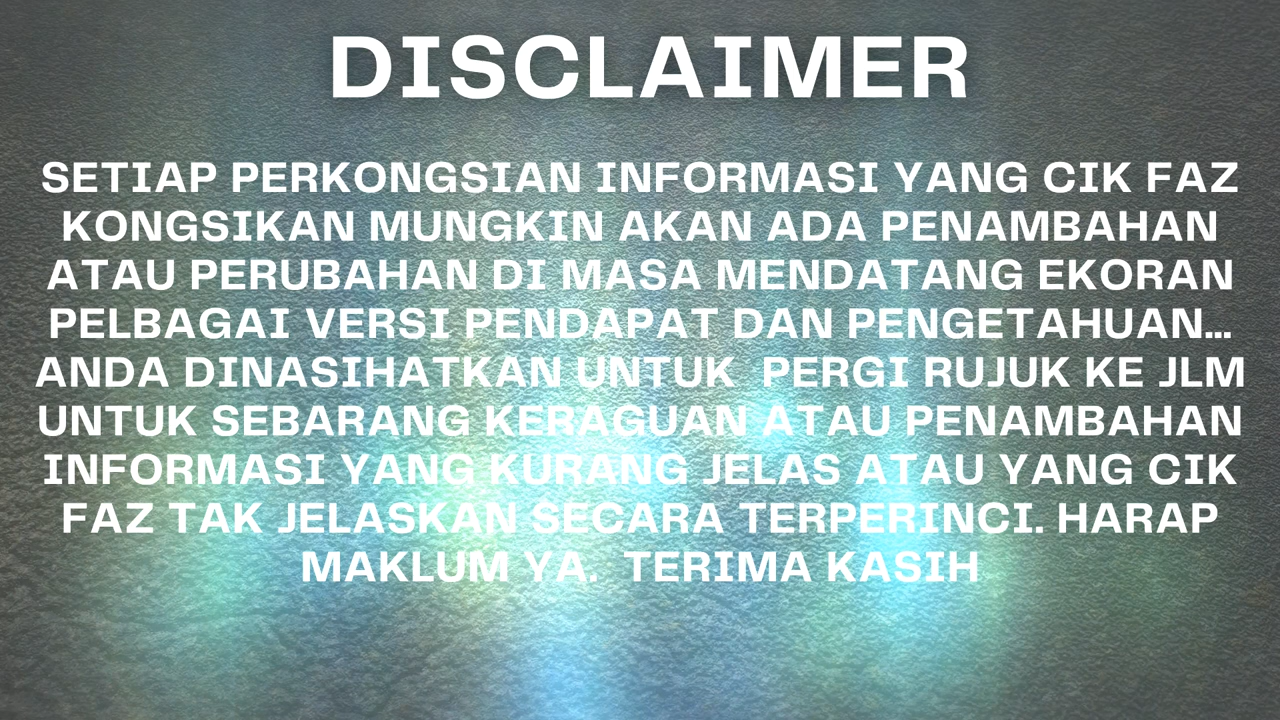 DISCLAIMER
SETIAP PERKONGSIAN INFORMASI YANG CIK FAZ
KONGSIKAN MUNGKIN AKAN ADA PENAMBAHAN
ATAU PERUBAHAN DI MASA MENDATANG EKORAN
PELBAGAI VERSI PENDAPAT DAN PENGETAHUAN...
ANDA DINASIHATKAN UNTUK  PERGI RUJUK KE JLM
UNTUK SEBARANG KERAGUAN ATAU PENAMBAHAN
INFORMASI YANG KURANG JELAS ATAU YANG CIK
FAZ TAK JELASKAN SECARA TERPERINCI. HARAP
MAKLUM YA.  TERIMA KASIH